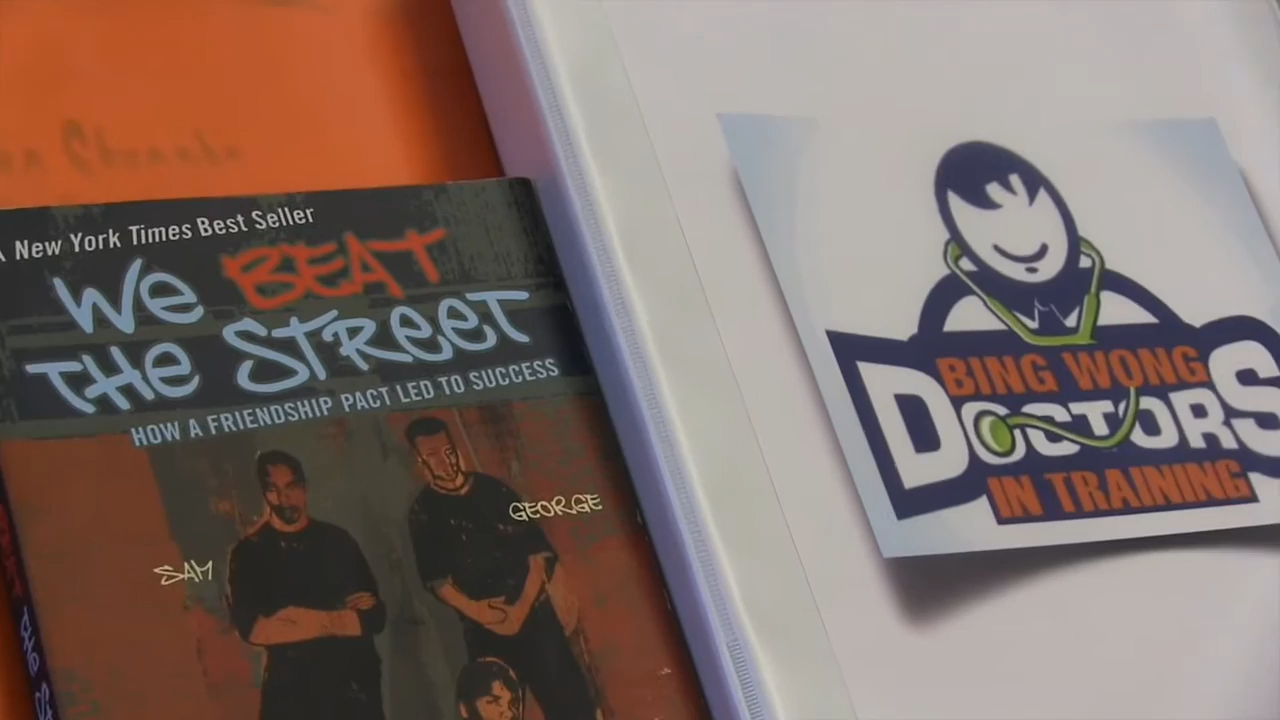 A New York Times Best Seller
We BEAT
THE STREET
HOW A FRIENDSHIP PACT LED TO SUCCESS
SAM
GEORGE
BING WONG
DOCTORS
IN TRAINING